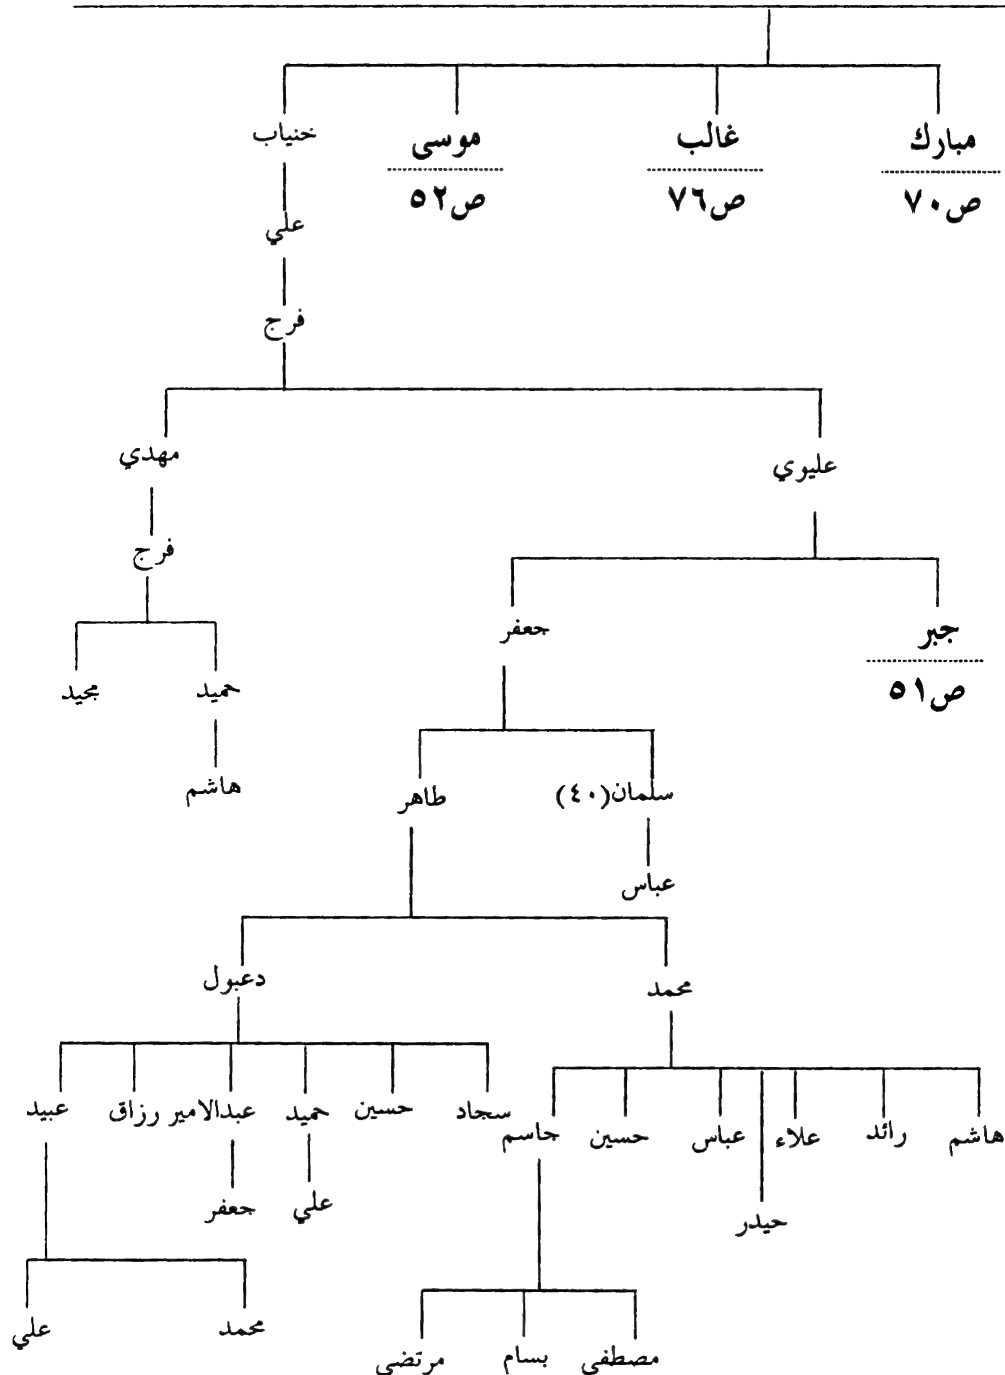 مبارك غالب موسى خنياب
ص٧٠ ص٧٦ ص٥٢
علي
فرج
عليوي مهدي
فرج
جبر جعفر
ص٥١
حميد مجيد
هاشم
سلمان(٤٠) طاهر
عباس
محمد دعبول
سجاد حسين حميد عبدالامير رزاق عبيد
هاشم رائد علاء عباس حسين جاسم
علي جعفر
حيدر
محمد علي
مصطفى بسام مرتضى